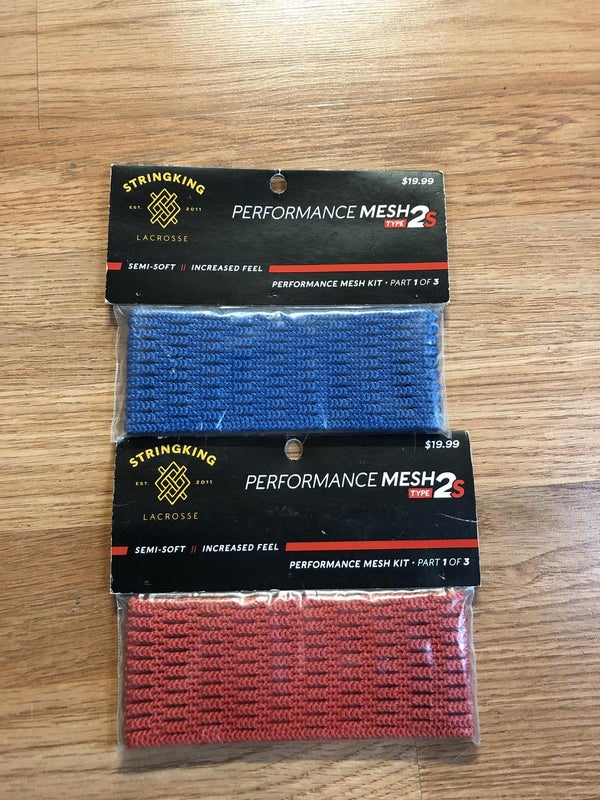 STRINGKING
EST. 2011
LACROSSE
$19.99
PERFORMANCE MESH 2S
TYPE
SEMI-SOFT || INCREASED FEEL
PERFORMANCE MESH KIT • PART 1 OF 3
STRINGKING
EST. 2011
LACROSSE
$19.99
PERFORMANCE MESH 2S
TYPE
SEMI-SOFT || INCREASED FEEL
PERFORMANCE MESH KIT • PART 1 OF 3